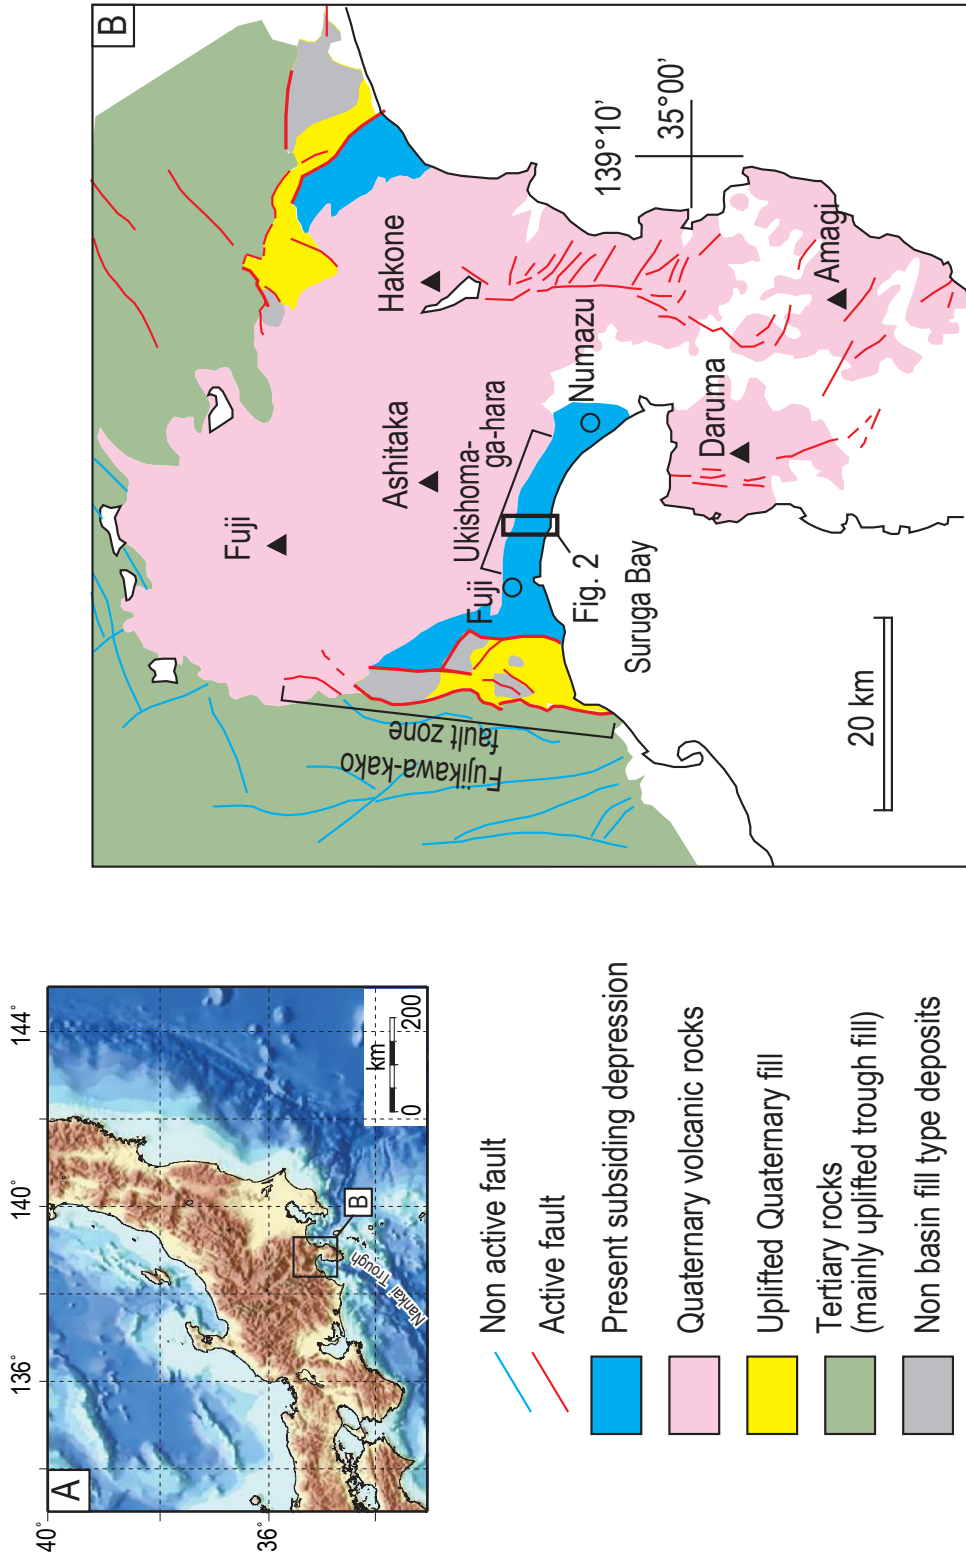 A
136˚
140˚
144˚
40˚
36˚
km
0
200
B
Nankai Trough
Non active fault
Active fault
Present subsiding depression
Quaternary volcanic rocks
Uplifted Quaternary fill
Tertiary rocks
(mainly uplifted trough fill)
Non basin fill type deposits
B
Fuji
Ashitaka
Hakone
Ukishoma-
ga-hara
Fuji
Numazu
Fig. 2
Suruga Bay
Daruma
Amagi
139°10'
35°00'
Fujikawa-kako
fault zone
20 km